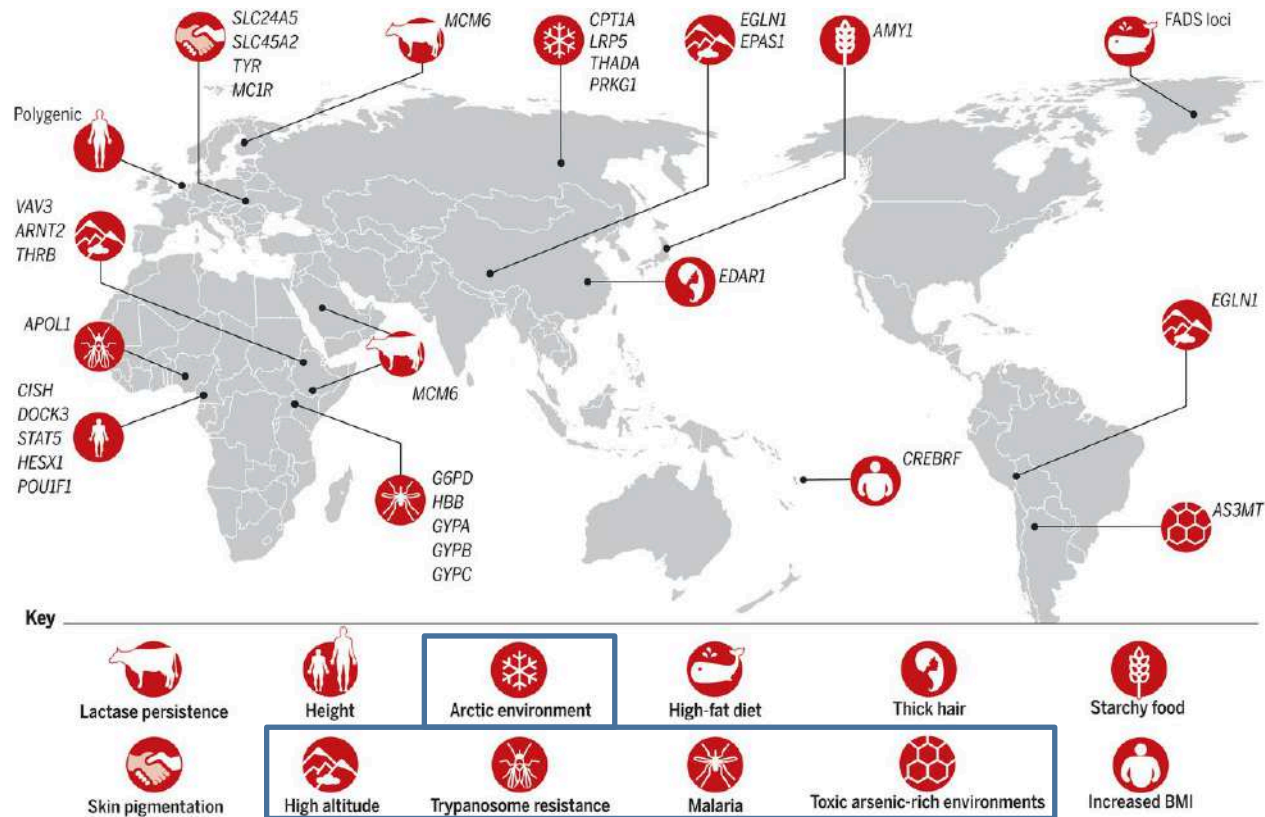 SLC24A5
SLC45A2
TYR
MC1R
MCM6
CPT1A
LRP5
THADA
PRKG1
EGLN1
EPAS1
AMY1
FADS loci
Polygenic
VAV3
ARNT2
THRB
EDAR1
APOL1
EGLN1
MCM6
CISH
DOCK3
STAT5
HESX1
POU1F1
G6PD
HBB
GYPA
GYPB
GYPC
CREBRF
AS3MT
Key
Lactase persistence
Height
Arctic environment
High-fat diet
Thick hair
Starchy food
Skin pigmentation
High altitude
Trypanosome resistance
Malaria
Toxic arsenic-rich environments
Increased BMI